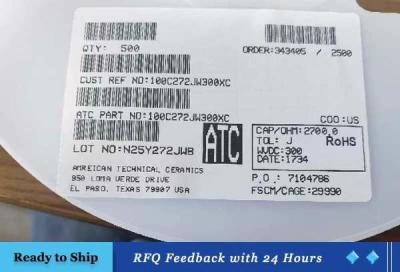 QTY: 500
ORDER:343405 / 2500
CUST REF NO:100C272JW300XC
ATC PART NO:100C272JW300XC
COO:US
LOT NO:N25Y272JWB
ATC
CAP/OHM:2700.0
TOL: J RoHS
WVDC:300
DATE:1734
AMREICAN TECHNICAL CERAMICS
950 LOMA VERDE DRIVE
EL PASO, TEXAS 79907 USA
P.O.: 7104786
FSCM/CAGE:29990
Ready to Ship
RFQ Feedback with 24 Hours